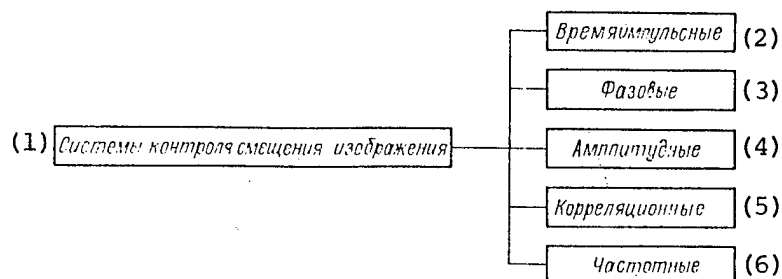 Времяимпульсные (2)
Фазовые (3)
(1) Системы контроля смещения изображения
Амплитудные (4)
Корреляционные (5)
Частотные (6)